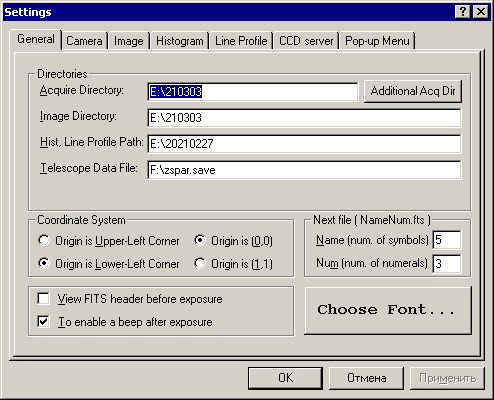 Settings
General Camera Image Histogram Line Profile CCD server Pop-up Menu
Directories
Acquire Directory: E:\210303 Additional Acq Dir
Image Directory: E:\210303
Hist, Line Profile Path: E:\20210227
Telescope Data File: F:\zspar.save
Coordinate System Next file ( NameNum.fts )
Origin is Upper-Left Corner Origin is (0,0) Name (num. of symbols) 5
Origin is Lower-Left Corner Origin is (1,1) Num (num. of numerals) 3
View FITS header before exposure
Choose Font...
To enable a beep after exposure
OK Отмена Применить